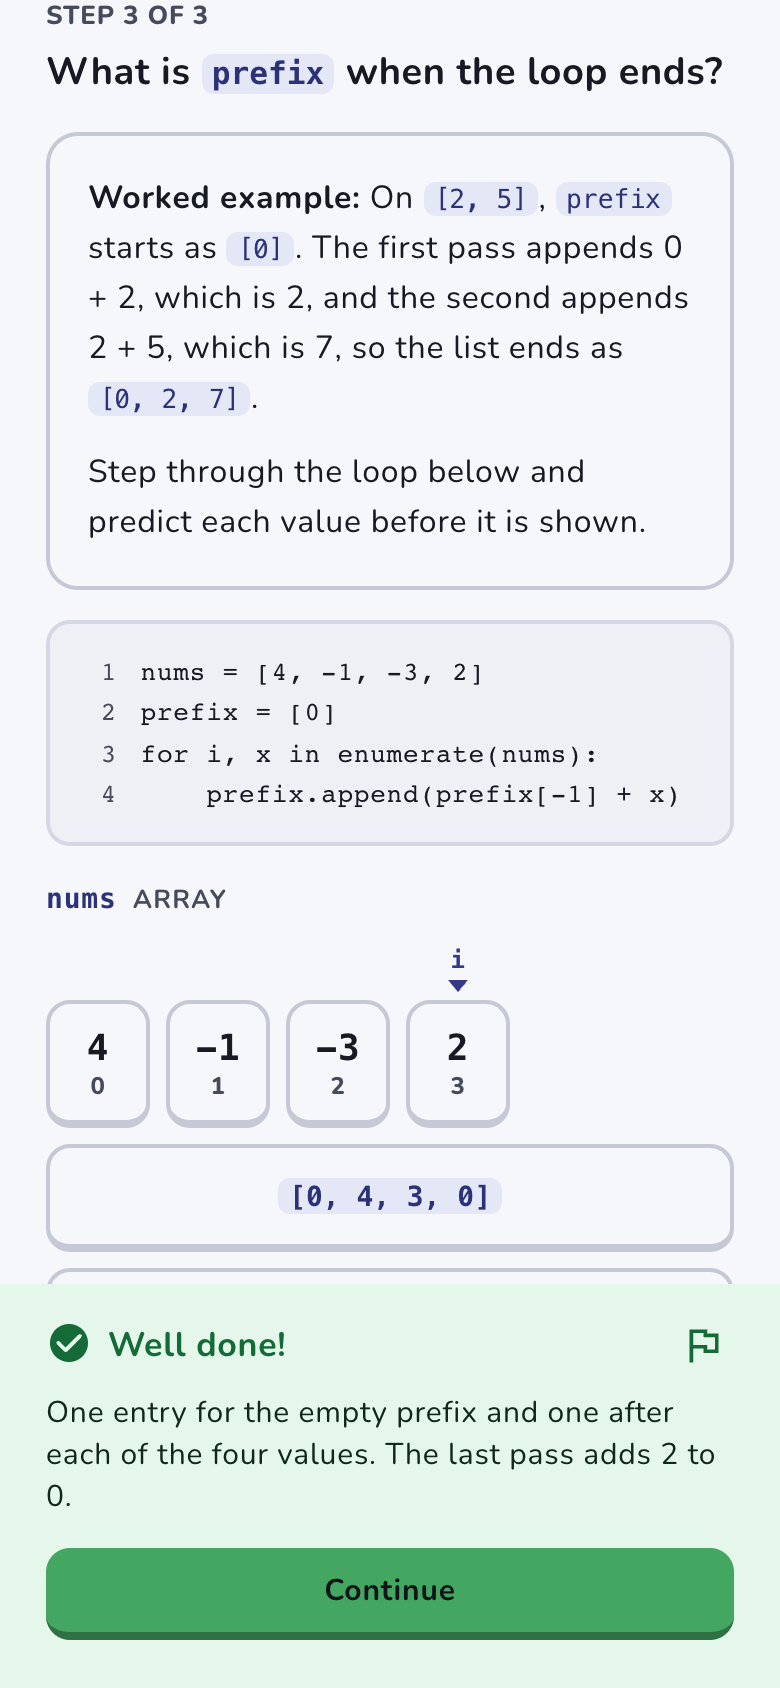 STEP 3 OF 3
What is prefix when the loop ends?
Worked example: On [2, 5], prefix
starts as [0]. The first pass appends 0
+ 2, which is 2, and the second appends
2 + 5, which is 7, so the list ends as
[0, 2, 7].
Step through the loop below and
predict each value before it is shown.
1 nums = [4, −1, −3, 2]
2 prefix = [0]
3 for i, x in enumerate(nums):
4     prefix.append(prefix[−1] + x)
nums ARRAY
i
4 −1 −3 2
0 1 2 3
[0, 4, 3, 0]
Well done!
One entry for the empty prefix and one after
each of the four values. The last pass adds 2 to
0.
Continue